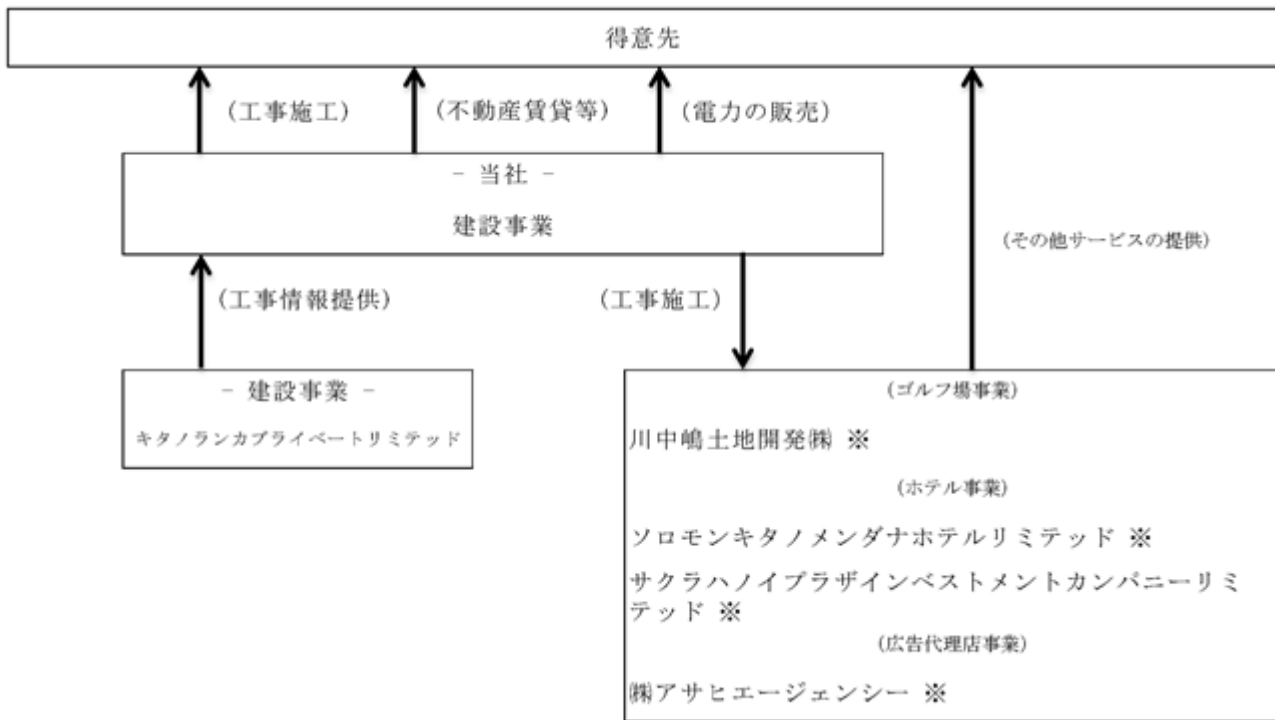 得意先
(工事施工)
(不動産賃貸等)
(電力の販売)
－ 当社 －
建設事業
(その他サービスの提供)
(工事情報提供)
(工事施工)
－ 建設事業 －
キタノランカプライベートリミテッド
(ゴルフ場事業)
川中嶋土地開発㈱ ※
(ホテル事業)
ソロモンキタノメンダナホテルリミテッド ※
サクラハノイプラザインベストメントカンパニーリミ
テッド ※
(広告代理店事業)
㈱アサヒエージェンシー ※